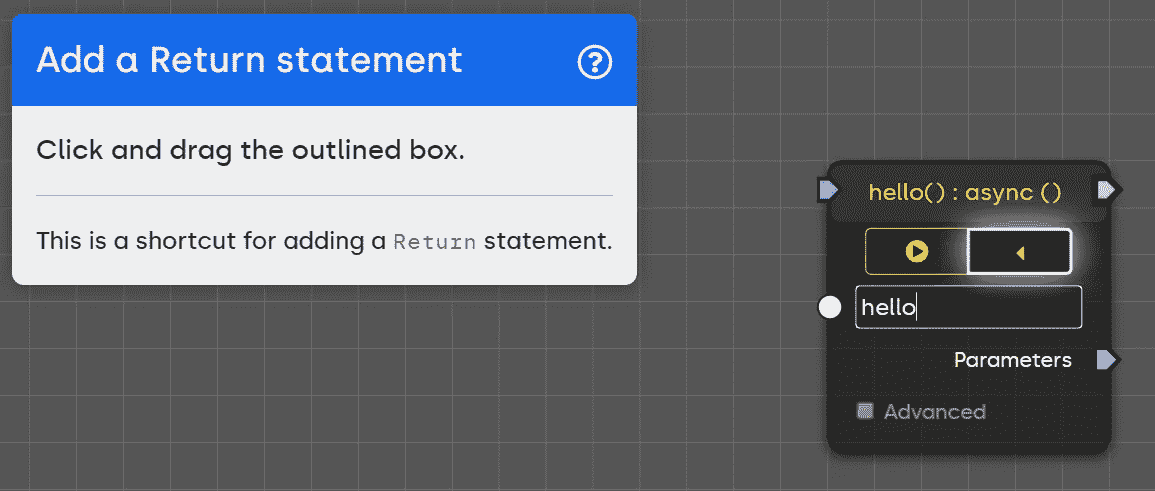 Add a Return statement
Click and drag the outlined box.
This is a shortcut for adding a Return statement.
hello() : async ()
hello
Parameters
Advanced